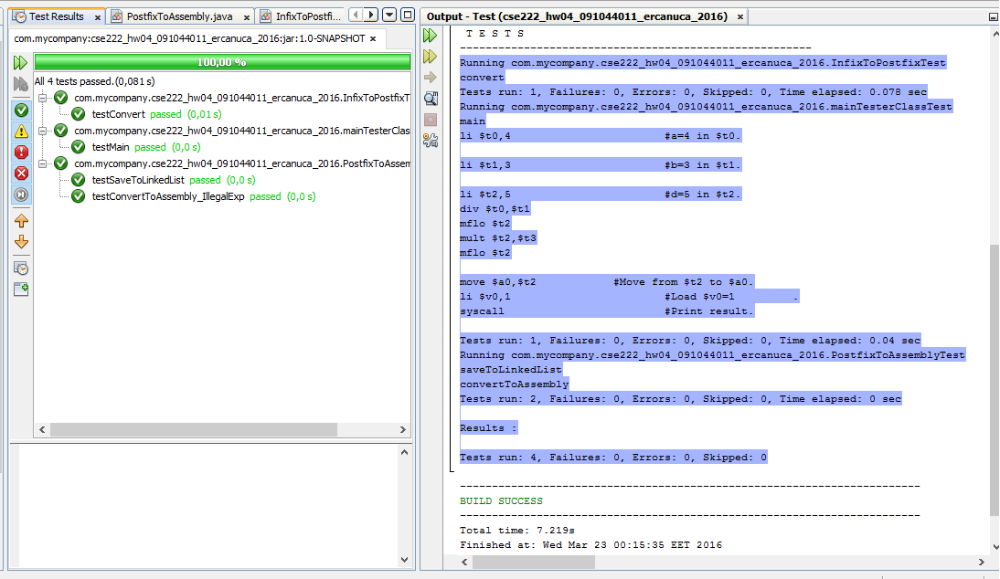 Test Results
PostfixToAssembly.java
InfixToPostfi...
com.mycompany:cse222_hw04_091044011_ercanuca_2016:jar:1.0-SNAPSHOT
100,00 %
All 4 tests passed.(0,081 s)
com.mycompany.cse222_hw04_091044011_ercanuca_2016.InfixToPostfixT
testConvert passed (0,01 s)
com.mycompany.cse222_hw04_091044011_ercanuca_2016.mainTesterClas
testMain passed (0,0 s)
com.mycompany.cse222_hw04_091044011_ercanuca_2016.PostfixToAssem
testSaveToLinkedList passed (0,0 s)
testConvertToAssembly_IllegalExp passed (0,0 s)
Output - Test (cse222_hw04_091044011_ercanuca_2016)
T E S T S
-------------------------------------------------------
Running com.mycompany.cse222_hw04_091044011_ercanuca_2016.InfixToPostfixTest
convert
Tests run: 1, Failures: 0, Errors: 0, Skipped: 0, Time elapsed: 0.078 sec
Running com.mycompany.cse222_hw04_091044011_ercanuca_2016.mainTesterClassTest
main
li $t0,4 #a=4 in $t0.
li $t1,3 #b=3 in $t1.
li $t2,5 #d=5 in $t2.
div $t0,$t1
mflo $t2
mult $t2,$t3
mflo $t2
move $a0,$t2 #Move from $t2 to $a0.
li $v0,1 #Load $v0=1 .
syscall #Print result.
Tests run: 1, Failures: 0, Errors: 0, Skipped: 0, Time elapsed: 0.04 sec
Running com.mycompany.cse222_hw04_091044011_ercanuca_2016.PostfixToAssemblyTest
saveToLinkedList
convertToAssembly
Tests run: 2, Failures: 0, Errors: 0, Skipped: 0, Time elapsed: 0 sec
Results :
Tests run: 4, Failures: 0, Errors: 0, Skipped: 0
------------------------------------------------------------------------
BUILD SUCCESS
------------------------------------------------------------------------
Total time: 7.219s
Finished at: Wed Mar 23 00:15:35 EET 2016